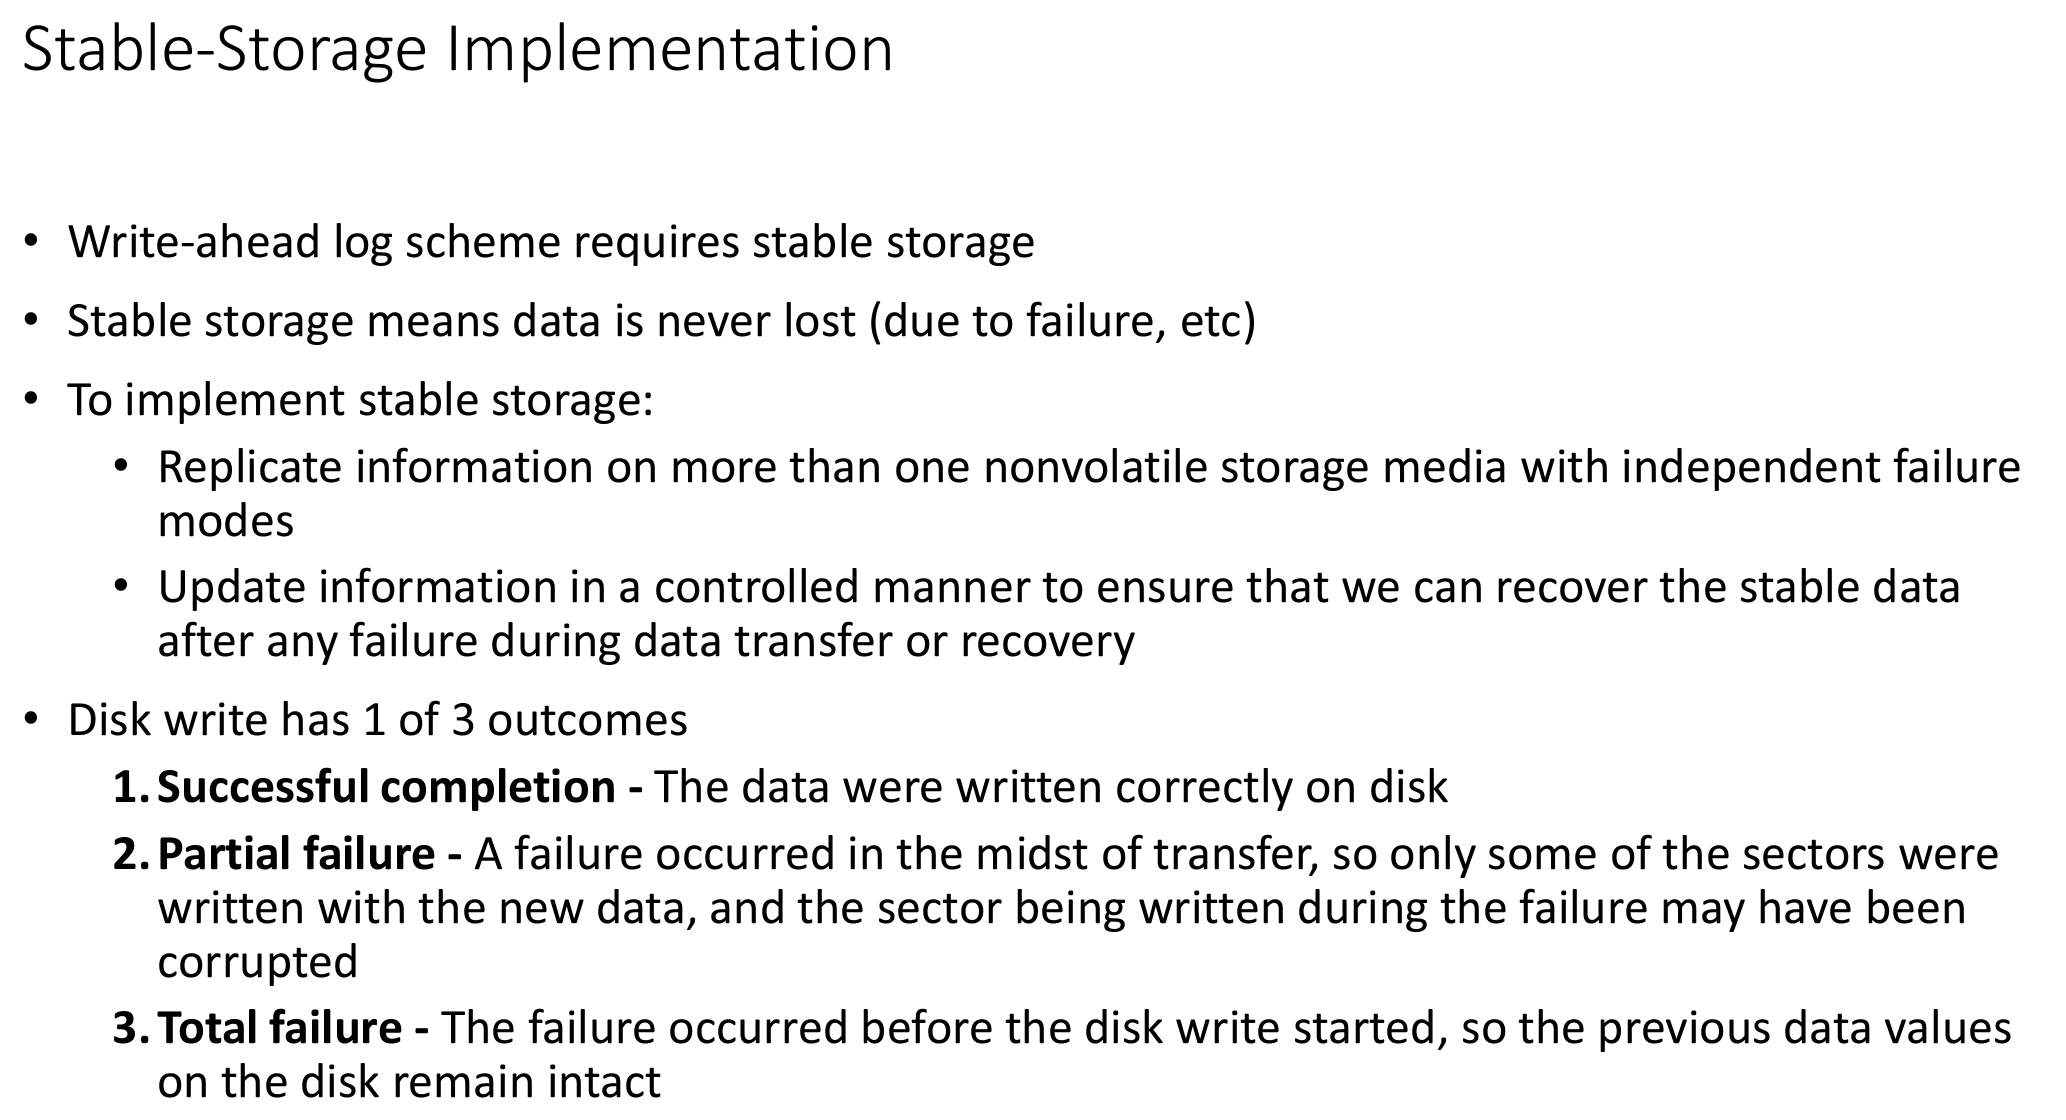 Stable-Storage Implementation
• Write-ahead log scheme requires stable storage
• Stable storage means data is never lost (due to failure, etc)
• To implement stable storage:
• Replicate information on more than one nonvolatile storage media with independent failure
modes
• Update information in a controlled manner to ensure that we can recover the stable data
after any failure during data transfer or recovery
• Disk write has 1 of 3 outcomes
1. Successful completion - The data were written correctly on disk
2. Partial failure - A failure occurred in the midst of transfer, so only some of the sectors were
written with the new data, and the sector being written during the failure may have been
corrupted
3. Total failure - The failure occurred before the disk write started, so the previous data values
on the disk remain intact